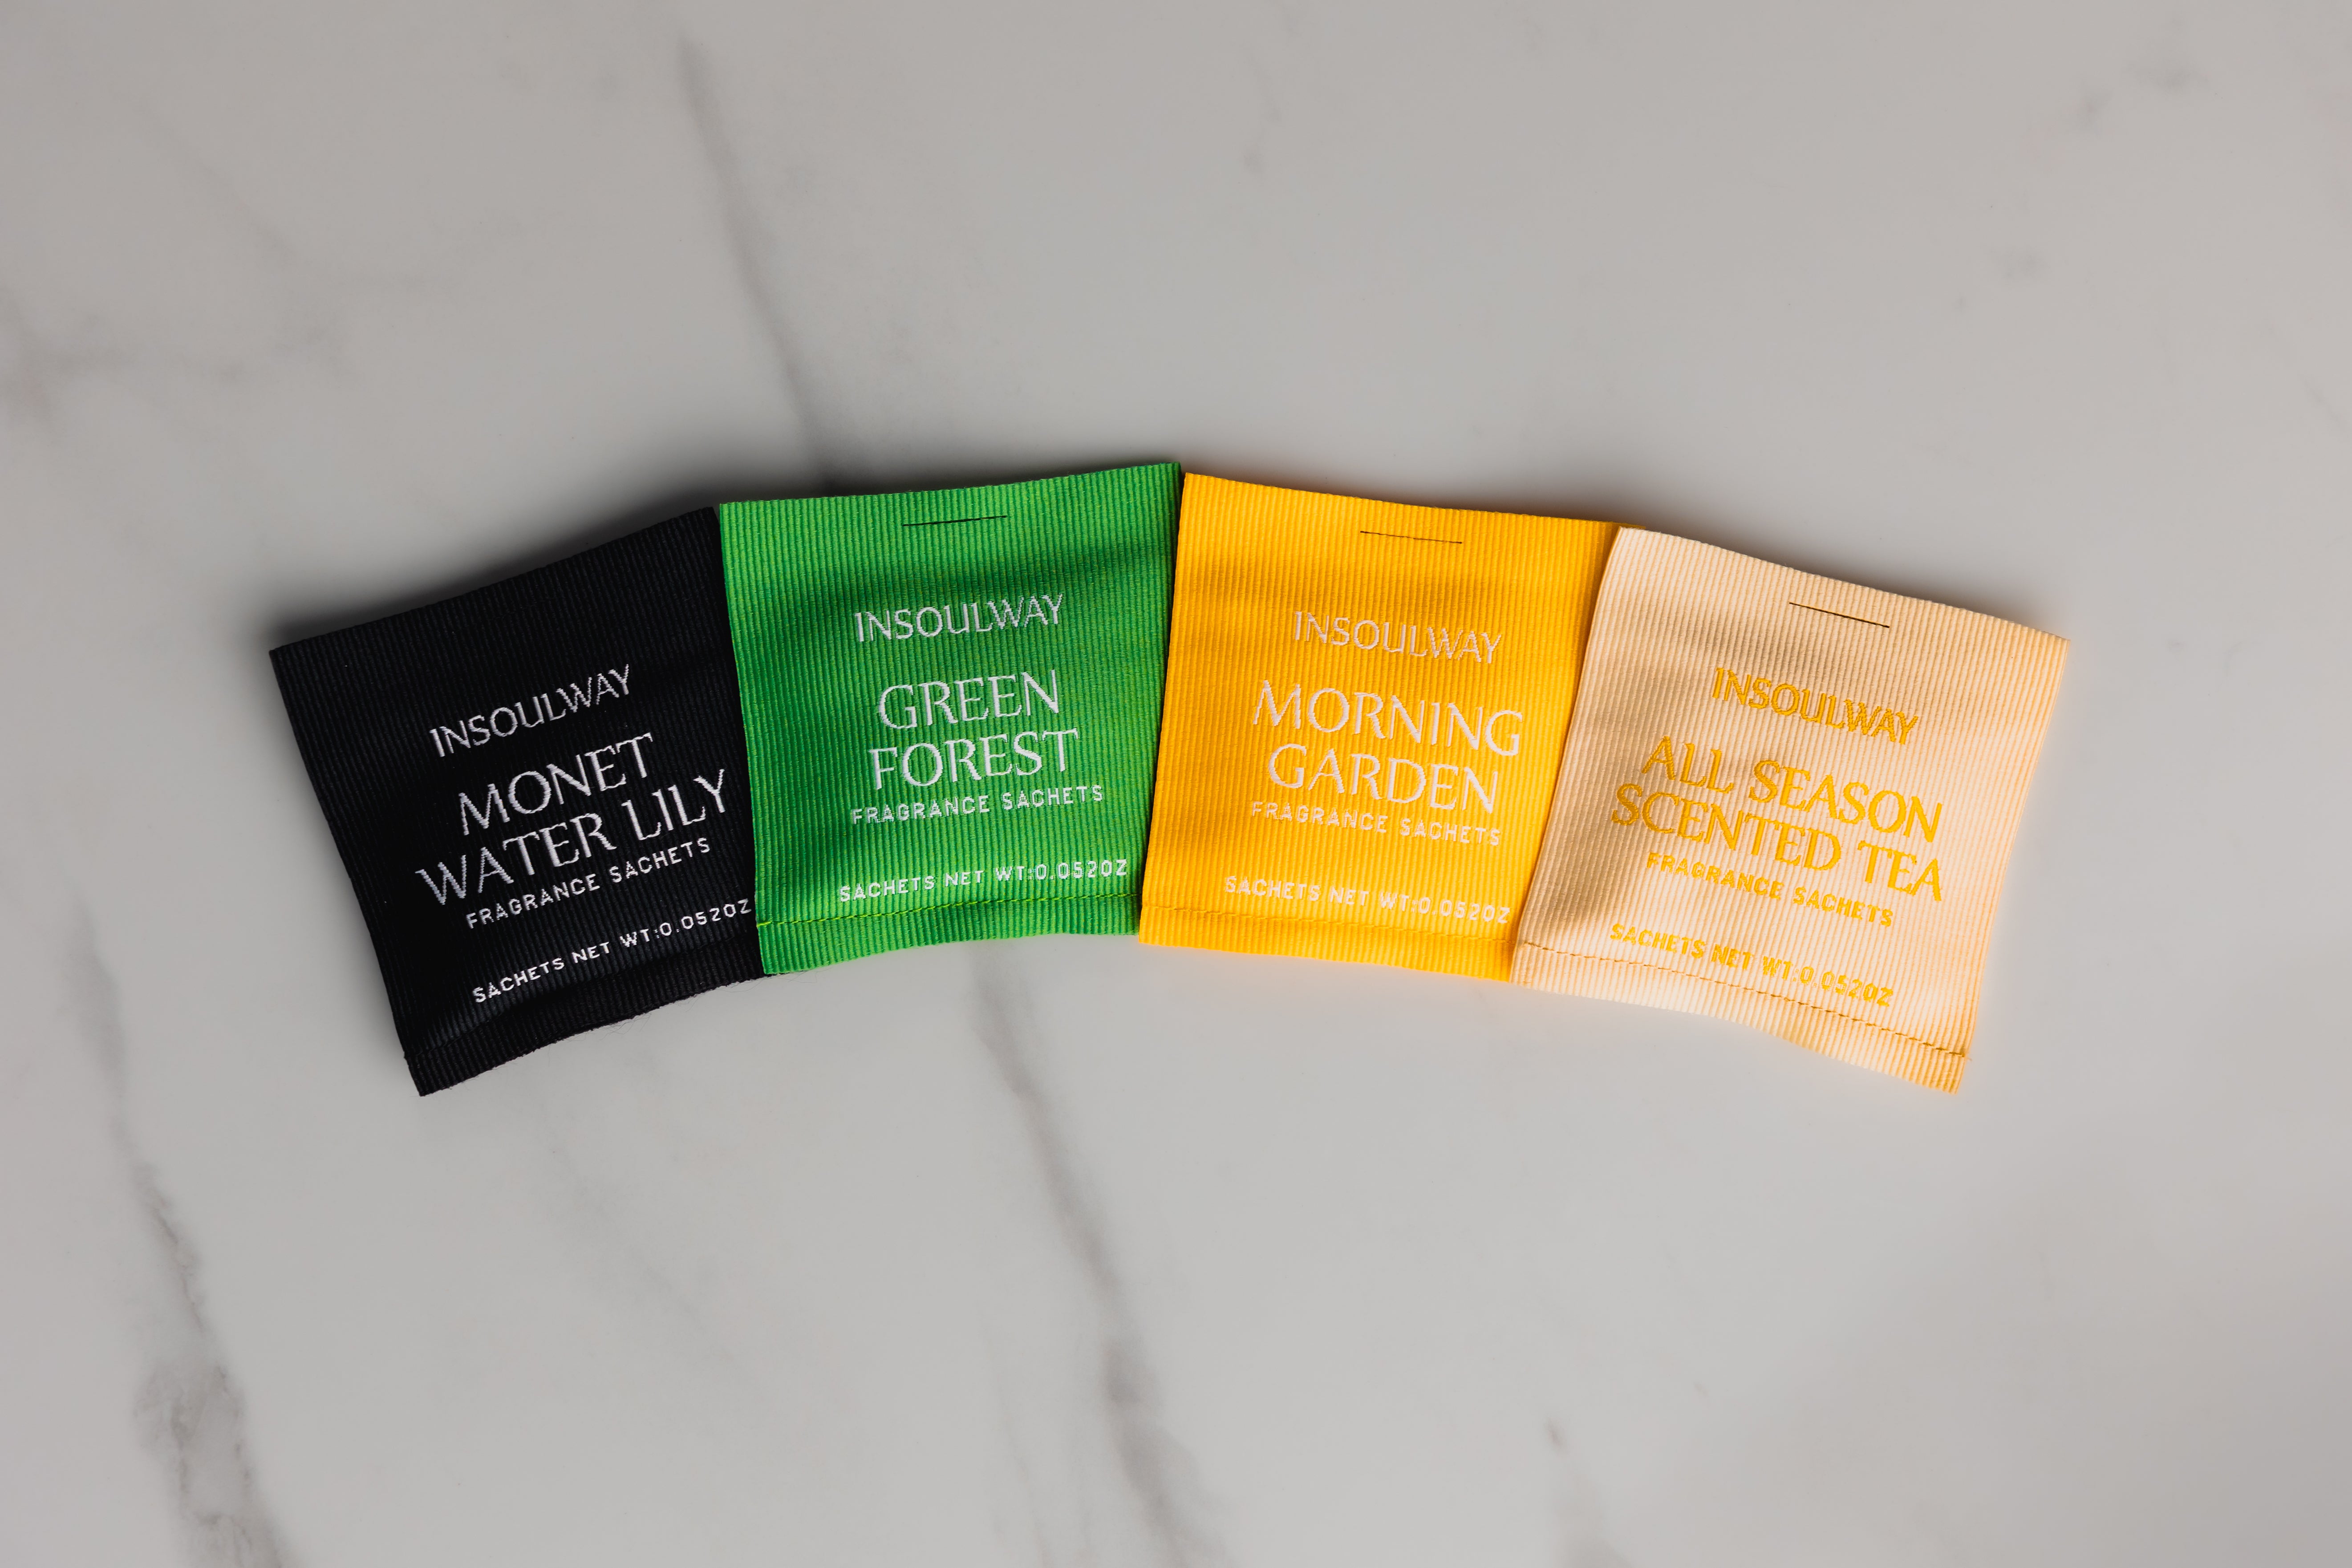 INSOULWAY
MONET
WATER LILY
FRAGRANCE SACHETS
SACHETS NET WT:0.052OZ
INSOULWAY
GREEN
FOREST
FRAGRANCE SACHETS
SACHETS NET WT:0.052OZ
INSOULWAY
MORNING
GARDEN
FRAGRANCE SACHETS
SACHETS NET WT:0.052OZ
INSOULWAY
ALL SEASON
SCENTED TEA
FRAGRANCE SACHETS
SACHETS NET WT:0.052OZ